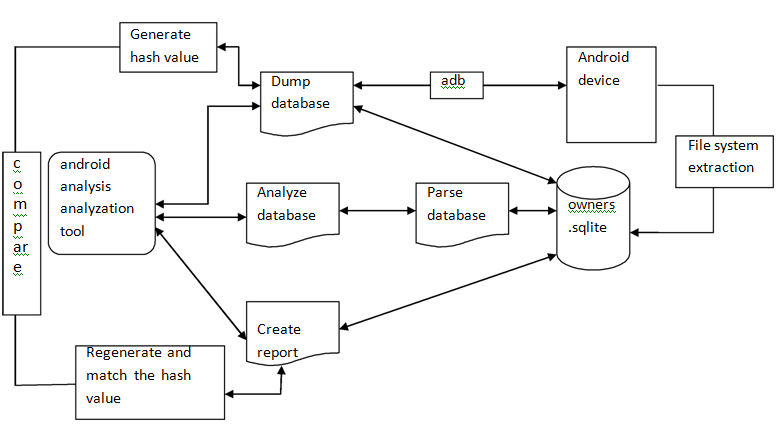 Generate
hash value
Dump
database
adb
Android
device
File system
extraction
c
o
m
p
ar
e
android
analysis
analyzation
tool
Analyze
database
Parse
database
owners
.sqlite
Create
report
Regenerate and
match the hash
value